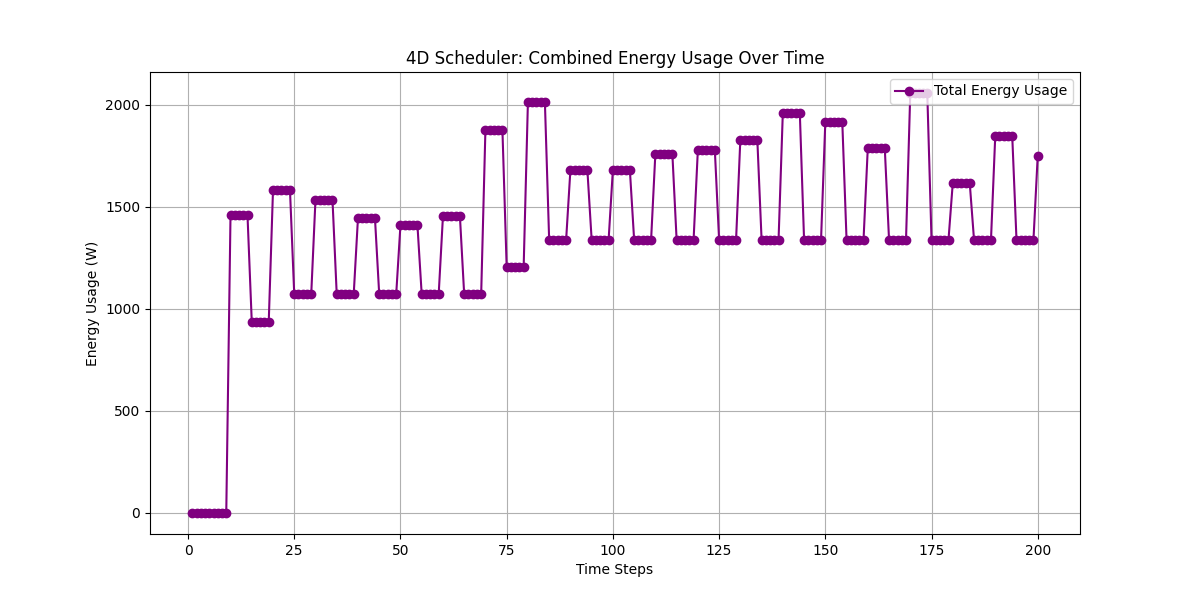 4D Scheduler: Combined Energy Usage Over Time
Total Energy Usage
2000
1500
1000
500
0
Energy Usage (W)
0 25 50 75 100 125 150 175 200
Time Steps